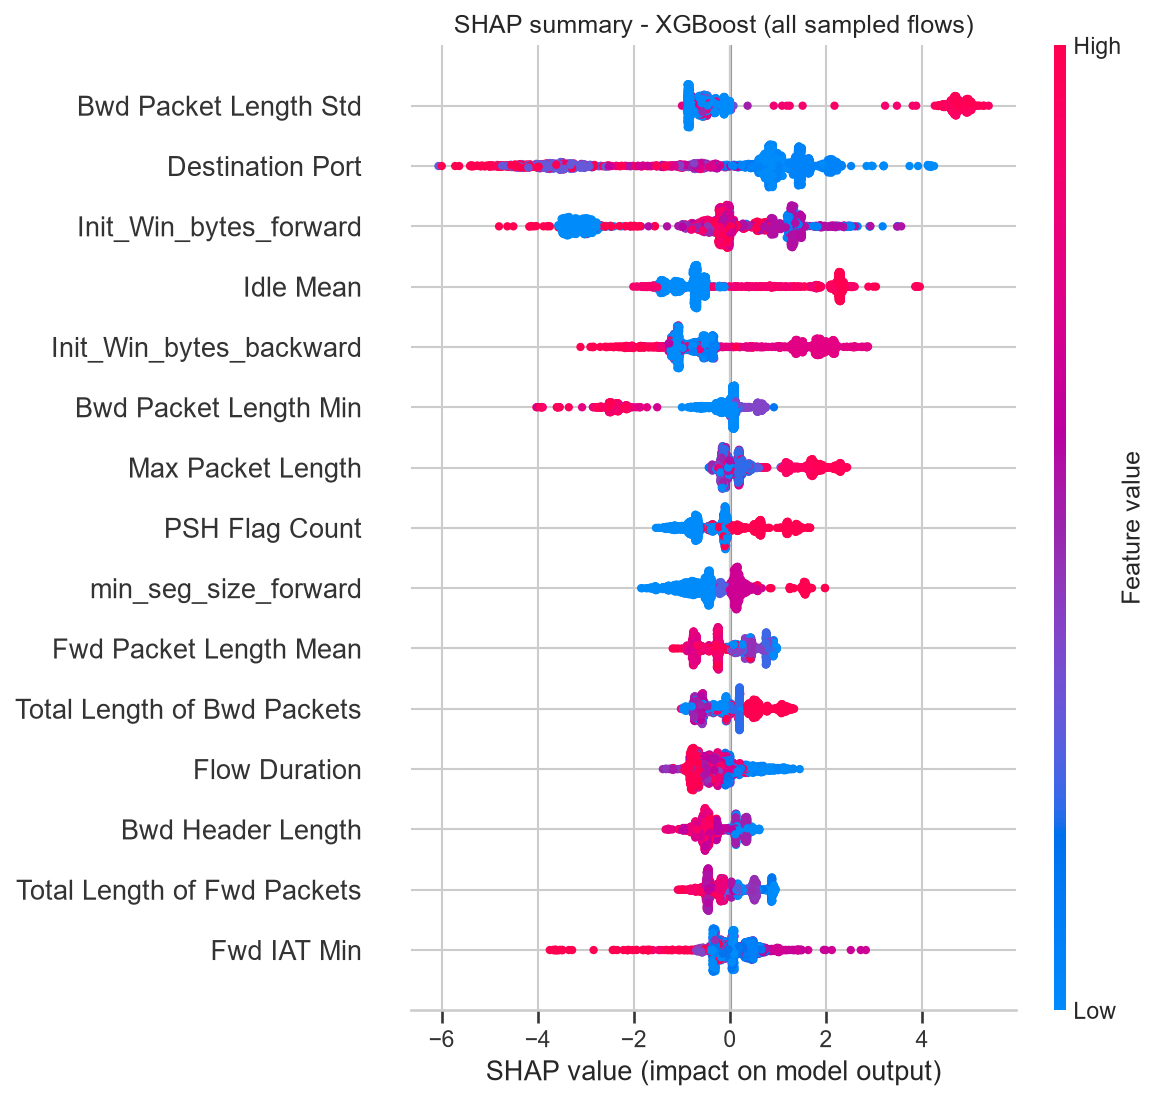 SHAP summary - XGBoost (all sampled flows)
High
Bwd Packet Length Std
Destination Port
Init_Win_bytes_forward
Idle Mean
Init_Win_bytes_backward
Bwd Packet Length Min
Max Packet Length
PSH Flag Count
min_seg_size_forward
Fwd Packet Length Mean
Total Length of Bwd Packets
Flow Duration
Bwd Header Length
Total Length of Fwd Packets
Fwd IAT Min
Feature value
Low
−6 −4 −2 0 2 4
SHAP value (impact on model output)